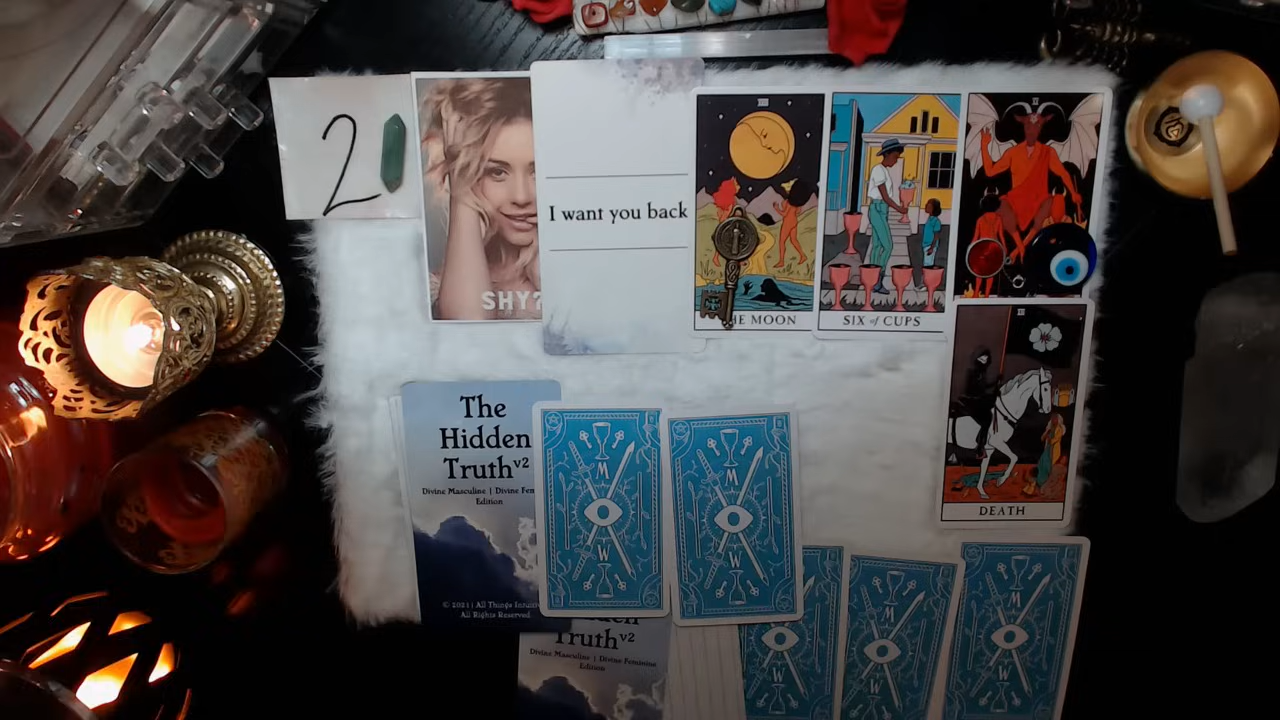 2
SHY?
I want you back
THE MOON
SIX of CUPS
DEATH
The
Hidden
Truth v2
Divine Masculine | Divine Fem
Edition
© 2021 | All Things Intuit
All Rights Reserved
M
W
M
W
Truth v2
Divine Masculine | Divine Feminine
Edition
W
M
W
M
W